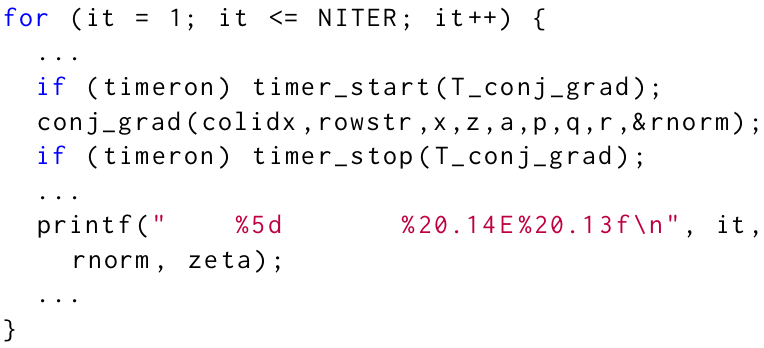 for (it = 1; it <= NITER; it++) {
  ...
  if (timeron) timer_start(T_conj_grad);
  conj_grad(colidx,rowstr,x,z,a,p,q,r,&rnorm);
  if (timeron) timer_stop(T_conj_grad);
  ...
  printf("    %5d      %20.14E%20.13f\n", it,
    rnorm, zeta);
  ...
}